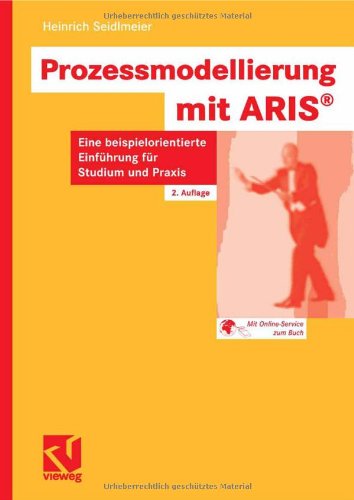 Urheberrechtlich geschütztes Material
Heinrich Seidlmeier
Prozessmodellierung
mit ARIS®
Eine beispielorientierte
Einführung für
Studium und Praxis
2. Auflage
Mit Online-Service
zum Buch
vieweg
Urheberrechtlich geschütztes Material